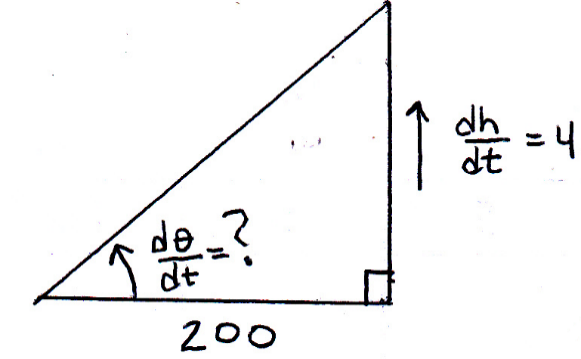 dh/dt = 4
dθ/dt = ?
200